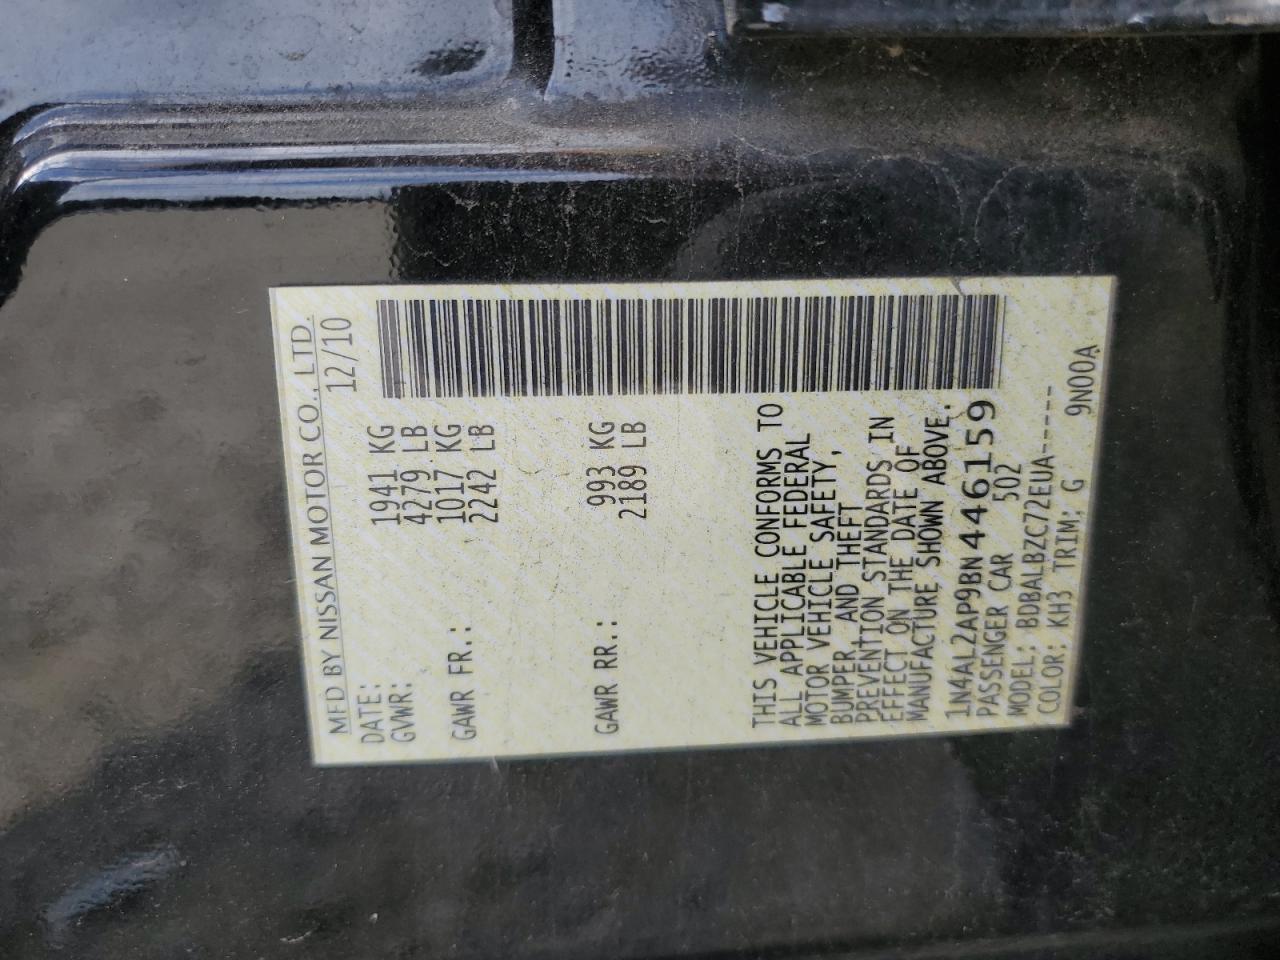 MFD BY NISSAN MOTOR CO., LTD.
DATE: 12/10
GVWR: 1941 KG
4279 LB
GAWR FR.: 1017 KG
2242 LB
GAWR RR.: 993 KG
2189 LB
THIS VEHICLE CONFORMS TO
ALL APPLICABLE FEDERAL
MOTOR VEHICLE SAFETY,
BUMPER, AND THEFT
PREVENTION STANDARDS IN
EFFECT ON THE DATE OF
MANUFACTURE SHOWN ABOVE.
1N4AL2AP9BN446159
PASSENGER CAR 502
MODEL: BDBALBZC72EUA-----
COLOR: KH3 TRIM: G 9N00A